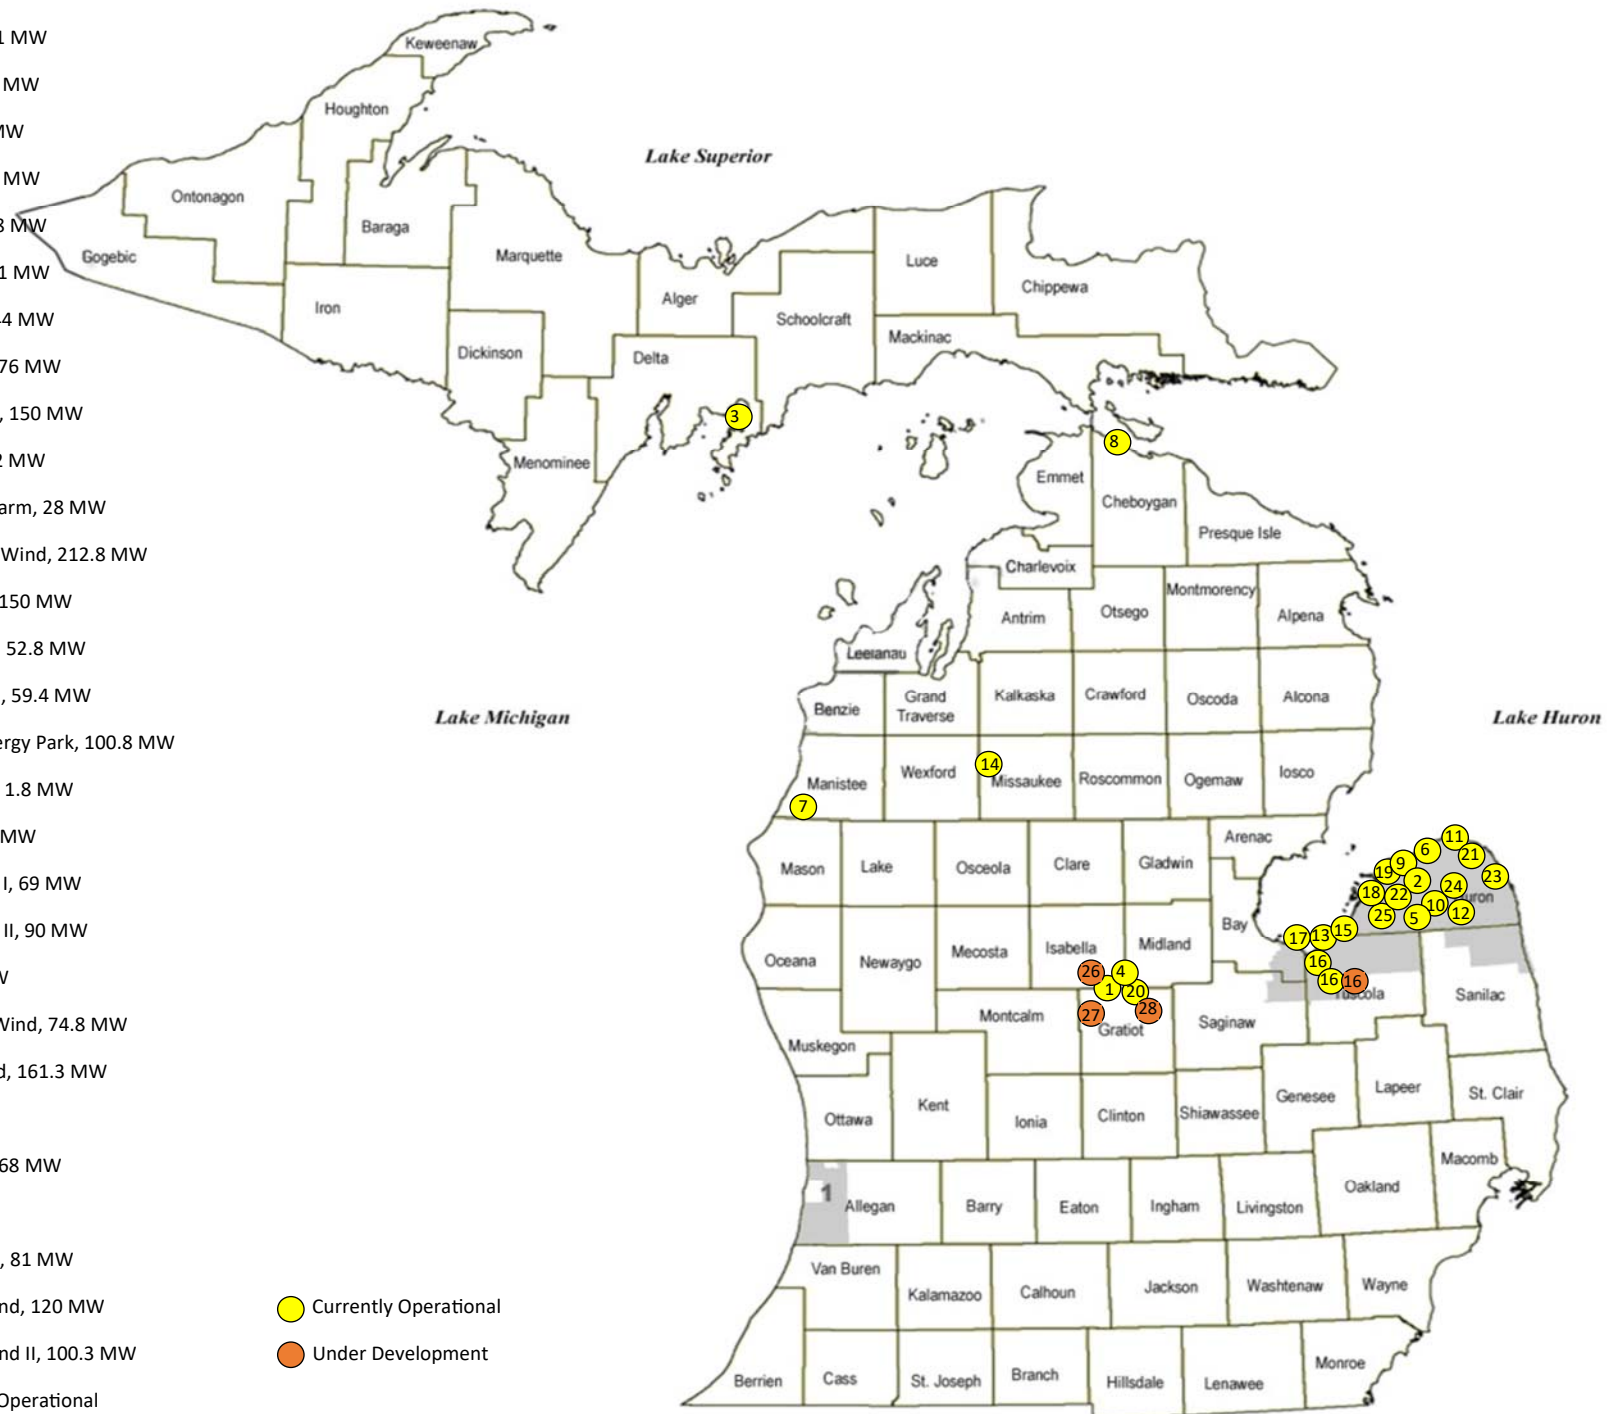 1 MW
MW
MW
MW
8 MW
1 MW
44 MW
76 MW
, 150 MW
2 MW
arm, 28 MW
Wind, 212.8 MW
150 MW
52.8 MW
, 59.4 MW
ergy Park, 100.8 MW
1.8 MW
MW
I, 69 MW
II, 90 MW
W
Wind, 74.8 MW
d, 161.3 MW
68 MW
, 81 MW
nd, 120 MW
nd II, 100.3 MW
Operational
Currently Operational
Under Development
Lake Superior
Lake Michigan
Lake Huron
Keweenaw
Houghton
Ontonagon
Baraga
Gogebic
Marquette
Iron
Alger
Luce
Chippewa
Schoolcraft
Mackinac
Dickinson
Delta
3
Menominee
8
Emmet
Cheboygan
Presque Isle
Charlevoix
Antrim
Otsego
Montmorency
Alpena
Leelanau
Benzie
Grand
Traverse
Kalkaska
Crawford
Oscoda
Alcona
Manistee
7
Wexford
14
Missaukee
Roscommon
Ogemaw
Iosco
Mason
Lake
Osceola
Clare
Gladwin
Arenac
11
6
21
9
19
2
23
24
18
22
10
uron
25
5
12
15
13
17
16
16
16
Tuscola
Sanilac
Bay
Oceana
Newaygo
Mecosta
Isabella
Midland
26
4
1
20
27
28
Gratiot
Montcalm
Saginaw
Muskegon
Ottawa
Kent
Ionia
Clinton
Shiawassee
Genesee
Lapeer
St. Clair
1
Allegan
Barry
Eaton
Ingham
Livingston
Oakland
Macomb
Van Buren
Kalamazoo
Calhoun
Jackson
Washtenaw
Wayne
Berrien
Cass
St. Joseph
Branch
Hillsdale
Lenawee
Monroe